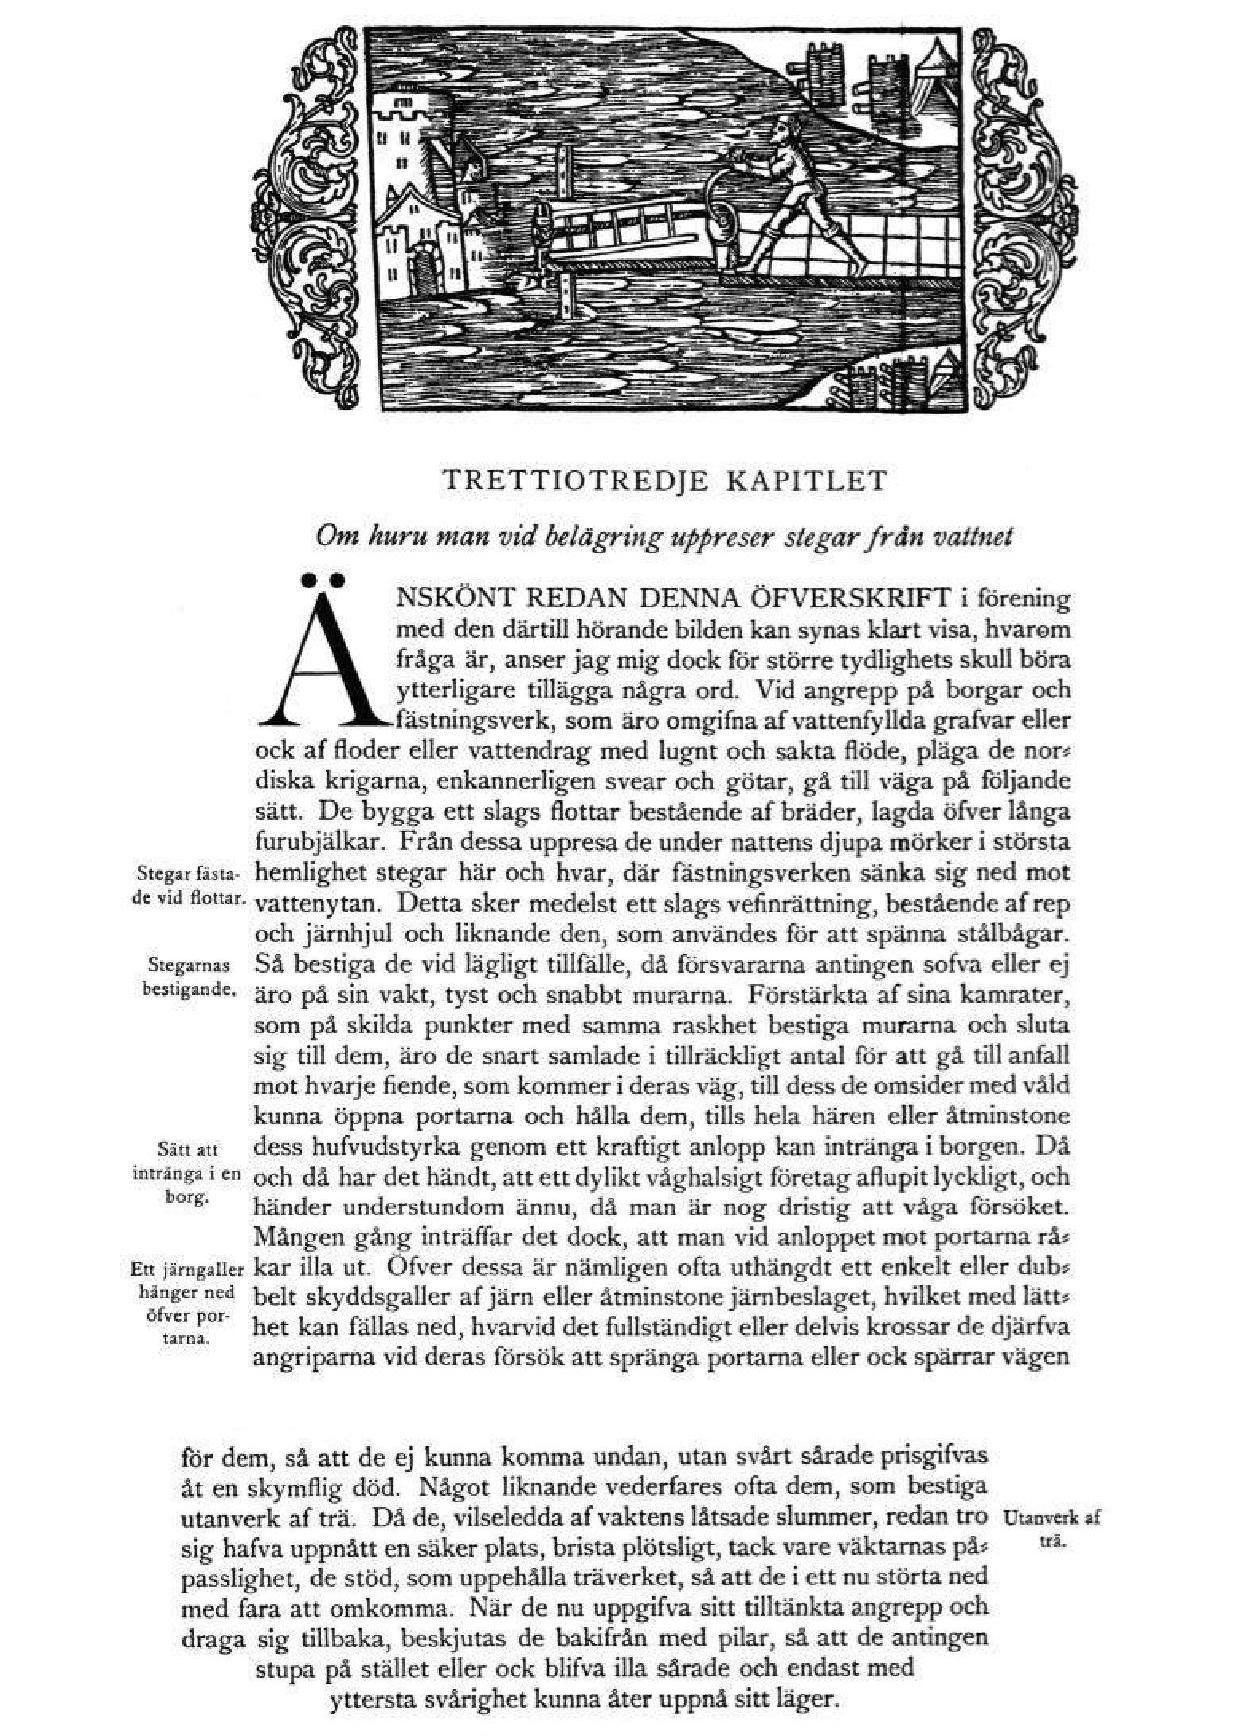 TRETTIOTREDJE KAPITLET
Om huru man vid belägring uppreser stegar från vattnet
ÄNSKÖNT REDAN DENNA ÖFVERSKRIFT i förening
med den därtill hörande bilden kan synas klart visa, hvarom
fråga är, anser jag mig dock för större tydlighets skull böra
ytterligare tillägga några ord. Vid angrepp på borgar och
fästningsverk, som äro omgifna af vattenfyllda grafvar eller
ock af floder eller vattendrag med lugnt och sakta flöde, pläga de nor⸗
diska krigarna, enkannerligen svear och götar, gå till väga på följande
sätt. De bygga ett slags flottar bestående af bräder, lagda öfver långa
furubjälkar. Från dessa uppresa de under nattens djupa mörker i största
Stegar fästa-
de vid flottar.
hemlighet stegar här och hvar, där fästningsverken sänka sig ned mot
vattenytan. Detta sker medelst ett slags vefinrättning, bestående af rep
och järnhjul och liknande den, som användes för att spänna stålbågar.
Stegarnas
bestigande.
Så bestiga de vid lägligt tillfälle, då försvararna antingen sofva eller ej
äro på sin vakt, tyst och snabbt murarna. Förstärkta af sina kamrater,
som på skilda punkter med samma raskhet bestiga murarna och sluta
sig till dem, äro de snart samlade i tillräckligt antal för att gå till anfall
mot hvarje fiende, som kommer i deras väg, till dess de omsider med våld
kunna öppna portarna och hålla dem, tills hela hären eller åtminstone
Sätt att
intränga i en
borg.
dess hufvudstyrka genom ett kraftigt anlopp kan intränga i borgen. Då
och då har det händt, att ett dylikt våghalsigt företag aflupit lyckligt, och
händer understundom ännu, då man är nog dristig att våga försöket.
Mången gång inträffar det dock, att man vid anloppet mot portarna rå⸗
Ett järngaller
hänger ned
öfver por-
tarna.
kar illa ut. Öfver dessa är nämligen ofta uthängdt ett enkelt eller dub⸗
belt skyddsgaller af järn eller åtminstone järnbeslaget, hvilket med lätt⸗
het kan fällas ned, hvarvid det fullständigt eller delvis krossar de djärfva
angriparna vid deras försök att spränga portarna eller ock spärrar vägen
för dem, så att de ej kunna komma undan, utan svårt sårade prisgifvas
åt en skymflig död. Något liknande vederfares ofta dem, som bestiga
utanverk af trä. Då de, vilseledda af vaktens låtsade slummer, redan tro
Utanverk af
trä.
sig hafva uppnått en säker plats, brista plötsligt, tack vare väktarnas på⸗
passlighet, de stöd, som uppehålla träverket, så att de i ett nu störta ned
med fara att omkomma. När de nu uppgifva sitt tilltänkta angrepp och
draga sig tillbaka, beskjutas de bakifrån med pilar, så att de antingen
stupa på stället eller ock blifva illa sårade och endast med
yttersta svårighet kunna åter uppnå sitt läger.